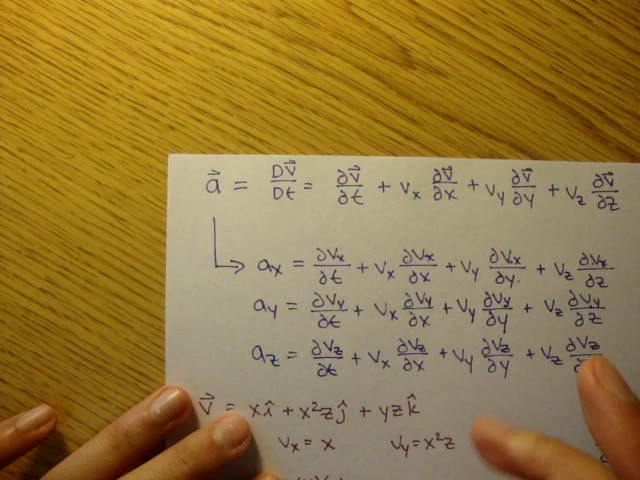 a⃗ = DV⃗/Dt = ∂V⃗/∂t + Vx ∂V⃗/∂x + Vy ∂V⃗/∂y + Vz ∂V⃗/∂z
ax = ∂Vx/∂t + Vx ∂Vx/∂x + Vy ∂Vx/∂y + Vz ∂Vx/∂z
ay = ∂Vy/∂t + Vx ∂Vy/∂x + Vy ∂Vy/∂y + Vz ∂Vy/∂z
az = ∂Vz/∂t + Vx ∂Vz/∂x + Vy ∂Vz/∂y + Vz ∂Vz/∂
V⃗ = xî + x²zĵ + yzk̂
Vx = x Vy = x²z